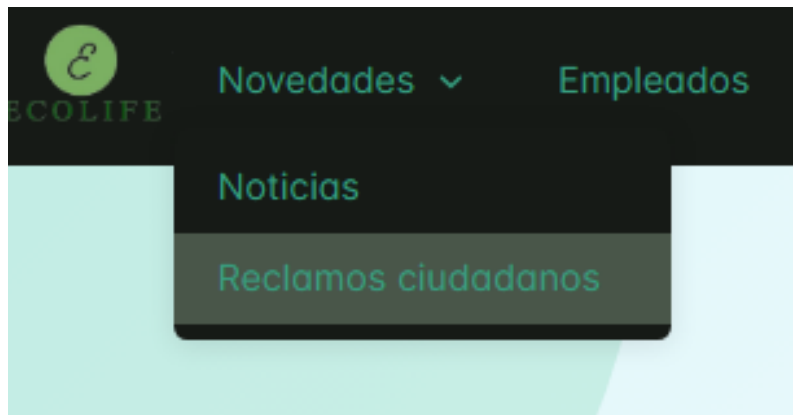 E
ECOLIFE
Novedades
Empleados
Noticias
Reclamos ciudadanos